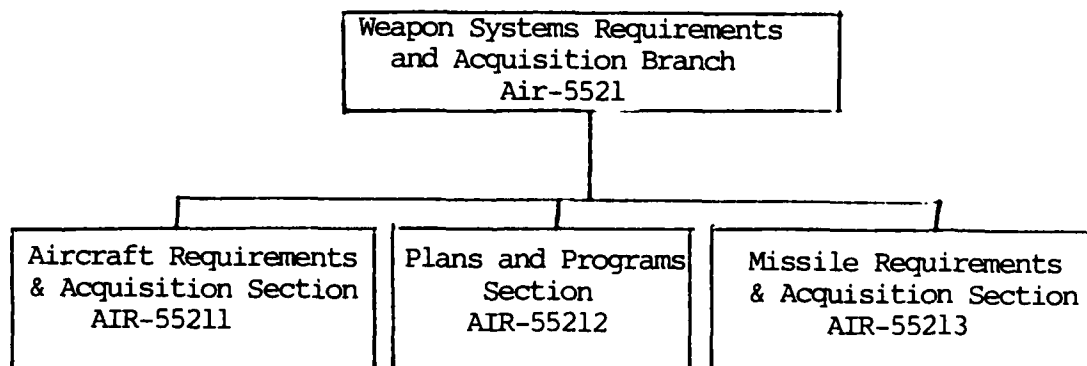 Weapon Systems Requirements
and Acquisition Branch
Air-5521
Aircraft Requirements
& Acquisition Section
AIR-55211
Plans and Programs
Section
AIR-55212
Missile Requirements
& Acquisition Section
AIR-55213